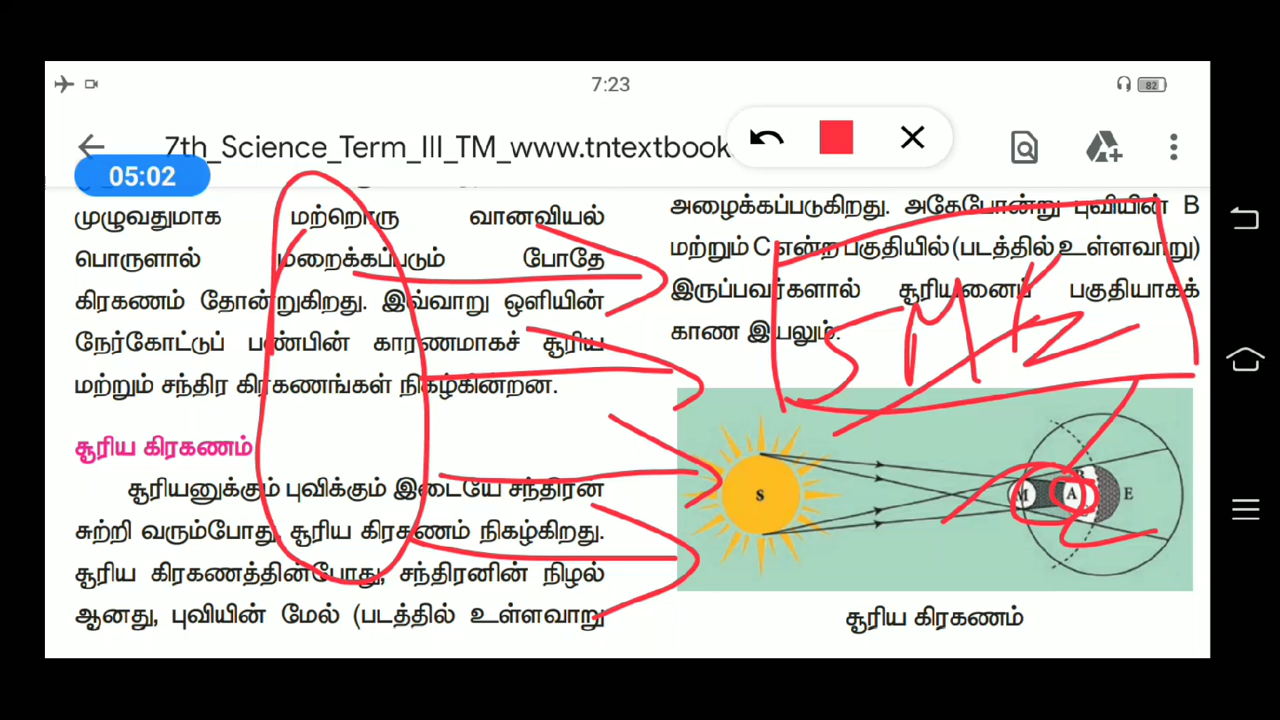 7:23
82
7th_Science_Term_III_TM_www.tntextbook
05:02
முழுவதுமாக மற்றொரு வானவியல்
பொருளால் மறைக்கப்படும் போதே
கிரகணம் தோன்றுகிறது. இவ்வாறு ஒளியின்
நேர்கோட்டுப் பண்பின் காரணமாகச் சூரிய
மற்றும் சந்திர கிரகணங்கள் நிகழ்கின்றன.
சூரிய கிரகணம்
சூரியனுக்கும் புவிக்கும் இடையே சந்திரன்
சுற்றி வரும்போது, சூரிய கிரகணம் நிகழ்கிறது.
சூரிய கிரகணத்தின்போது, சந்திரனின் நிழல்
ஆனது, புவியின் மேல் (படத்தில் உள்ளவாறு
அழைக்கப்படுகிறது. அகேபோன்று புவியின் B
மற்றும் C என்ற பகுதியில் (படத்தில் உள்ளவாறு)
இருப்பவர்களால் சூரியனைப் பகுதியாகக்
காண இயலும்.
SME
S
M
A
B
E
சூரிய கிரகணம்